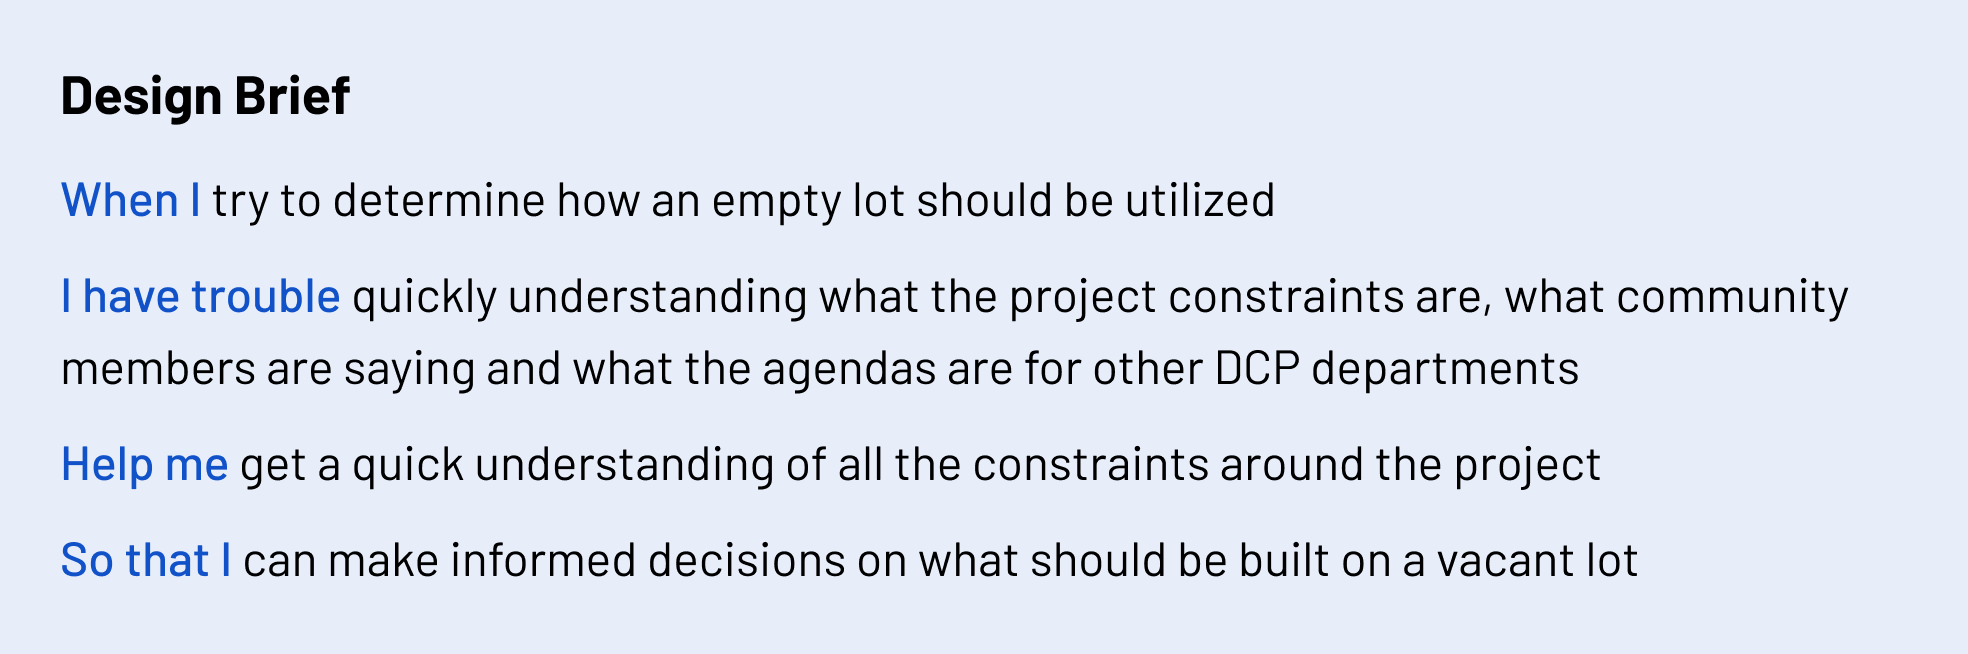 Design Brief
When I try to determine how an empty lot should be utilized
I have trouble quickly understanding what the project constraints are, what community
members are saying and what the agendas are for other DCP departments
Help me get a quick understanding of all the constraints around the project
So that I can make informed decisions on what should be built on a vacant lot